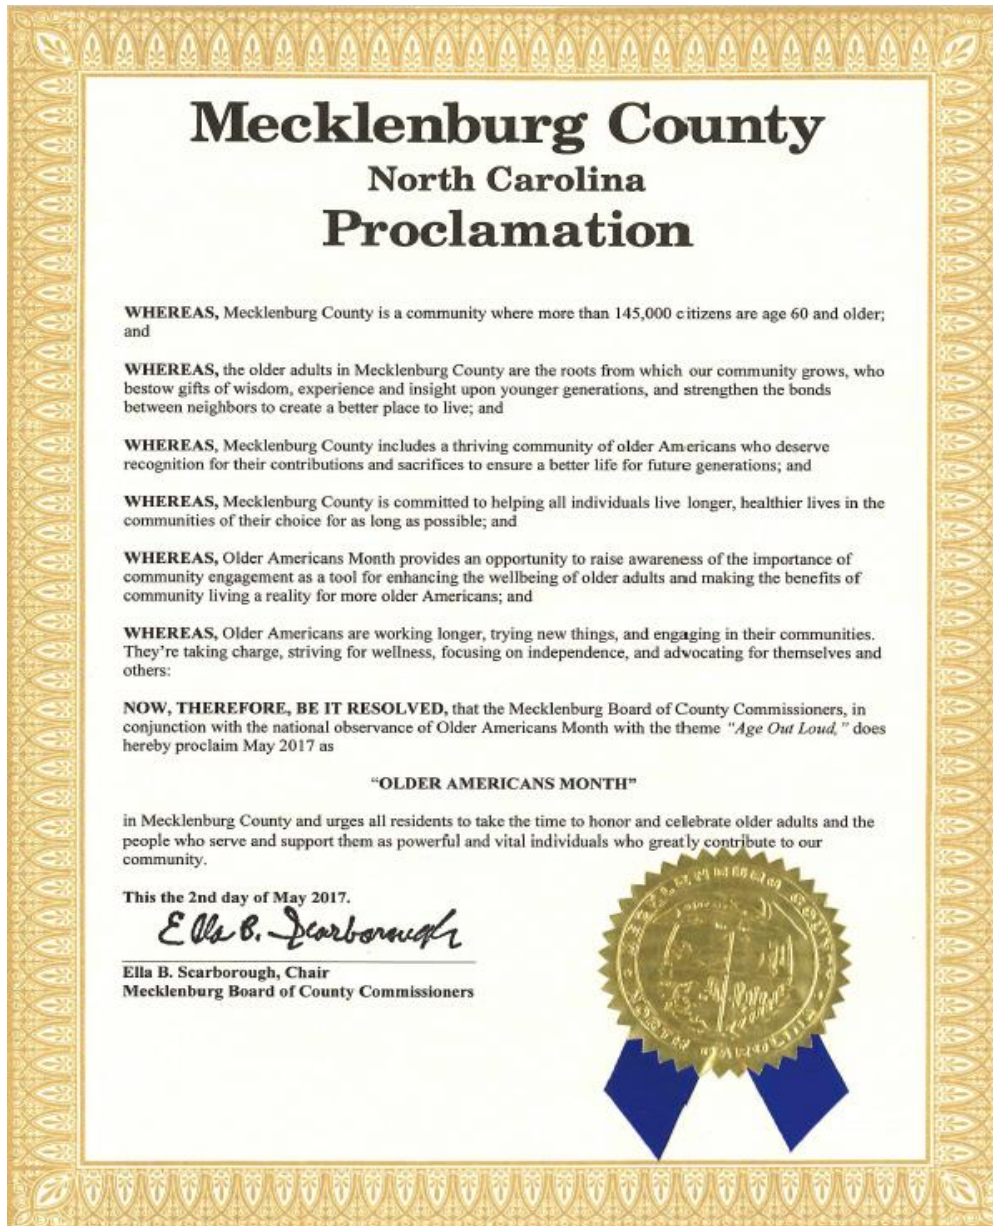 Mecklenburg County
North Carolina
Proclamation
WHEREAS, Mecklenburg County is a community where more than 145,000 citizens are age 60 and older;
and
WHEREAS, the older adults in Mecklenburg County are the roots from which our community grows, who
bestow gifts of wisdom, experience and insight upon younger generations, and strengthen the bonds
between neighbors to create a better place to live; and
WHEREAS, Mecklenburg County includes a thriving community of older Americans who deserve
recognition for their contributions and sacrifices to ensure a better life for future generations; and
WHEREAS, Mecklenburg County is committed to helping all individuals live longer, healthier lives in the
communities of their choice for as long as possible; and
WHEREAS, Older Americans Month provides an opportunity to raise awareness of the importance of
community engagement as a tool for enhancing the wellbeing of older adults and making the benefits of
community living a reality for more older Americans; and
WHEREAS, Older Americans are working longer, trying new things, and engaging in their communities.
They're taking charge, striving for wellness, focusing on independence, and advocating for themselves and
others:
NOW, THEREFORE, BE IT RESOLVED, that the Mecklenburg Board of County Commissioners, in
conjunction with the national observance of Older Americans Month with the theme "Age Out Loud," does
hereby proclaim May 2017 as
"OLDER AMERICANS MONTH"
in Mecklenburg County and urges all residents to take the time to honor and cellebrate older adults and the
people who serve and support them as powerful and vital individuals who greatly contribute to our
community.
This the 2nd day of May 2017.
Ella B. Scarborough
Ella B. Scarborough, Chair
Mecklenburg Board of County Commissioners
MECKLENBURG COUNTY
NORTH CAROLINA